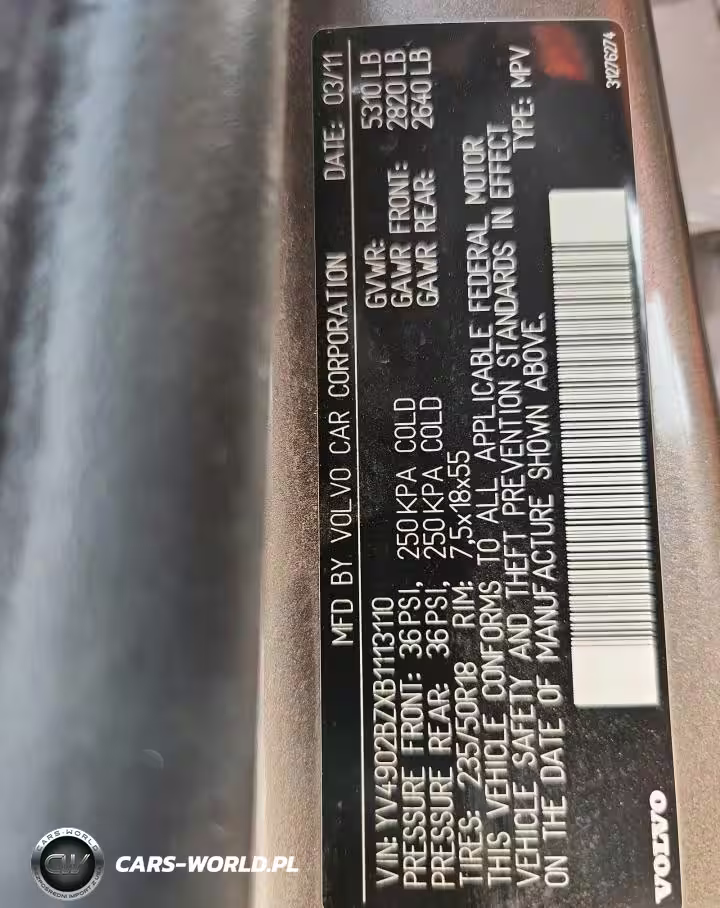 MFD BY VOLVO CAR CORPORATION DATE: 03/11
VIN: YV4902BZXB1113110 GVWR: 5310 LB
PRESSURE FRONT: 36 PSI, 250 KPA COLD GAWR FRONT: 2820 LB
PRESSURE REAR: 36 PSI, 250 KPA COLD GAWR REAR: 2640 LB
TIRES: 235/50R18 RIM: 7,5x18x55
THIS VEHICLE CONFORMS TO ALL APPLICABLE FEDERAL MOTOR
VEHICLE SAFETY AND THEFT PREVENTION STANDARDS IN EFFECT
ON THE DATE OF MANUFACTURE SHOWN ABOVE. TYPE: MPV
VOLVO 31276274
CARS-WORLD
CW
CARS-WORLD.PL